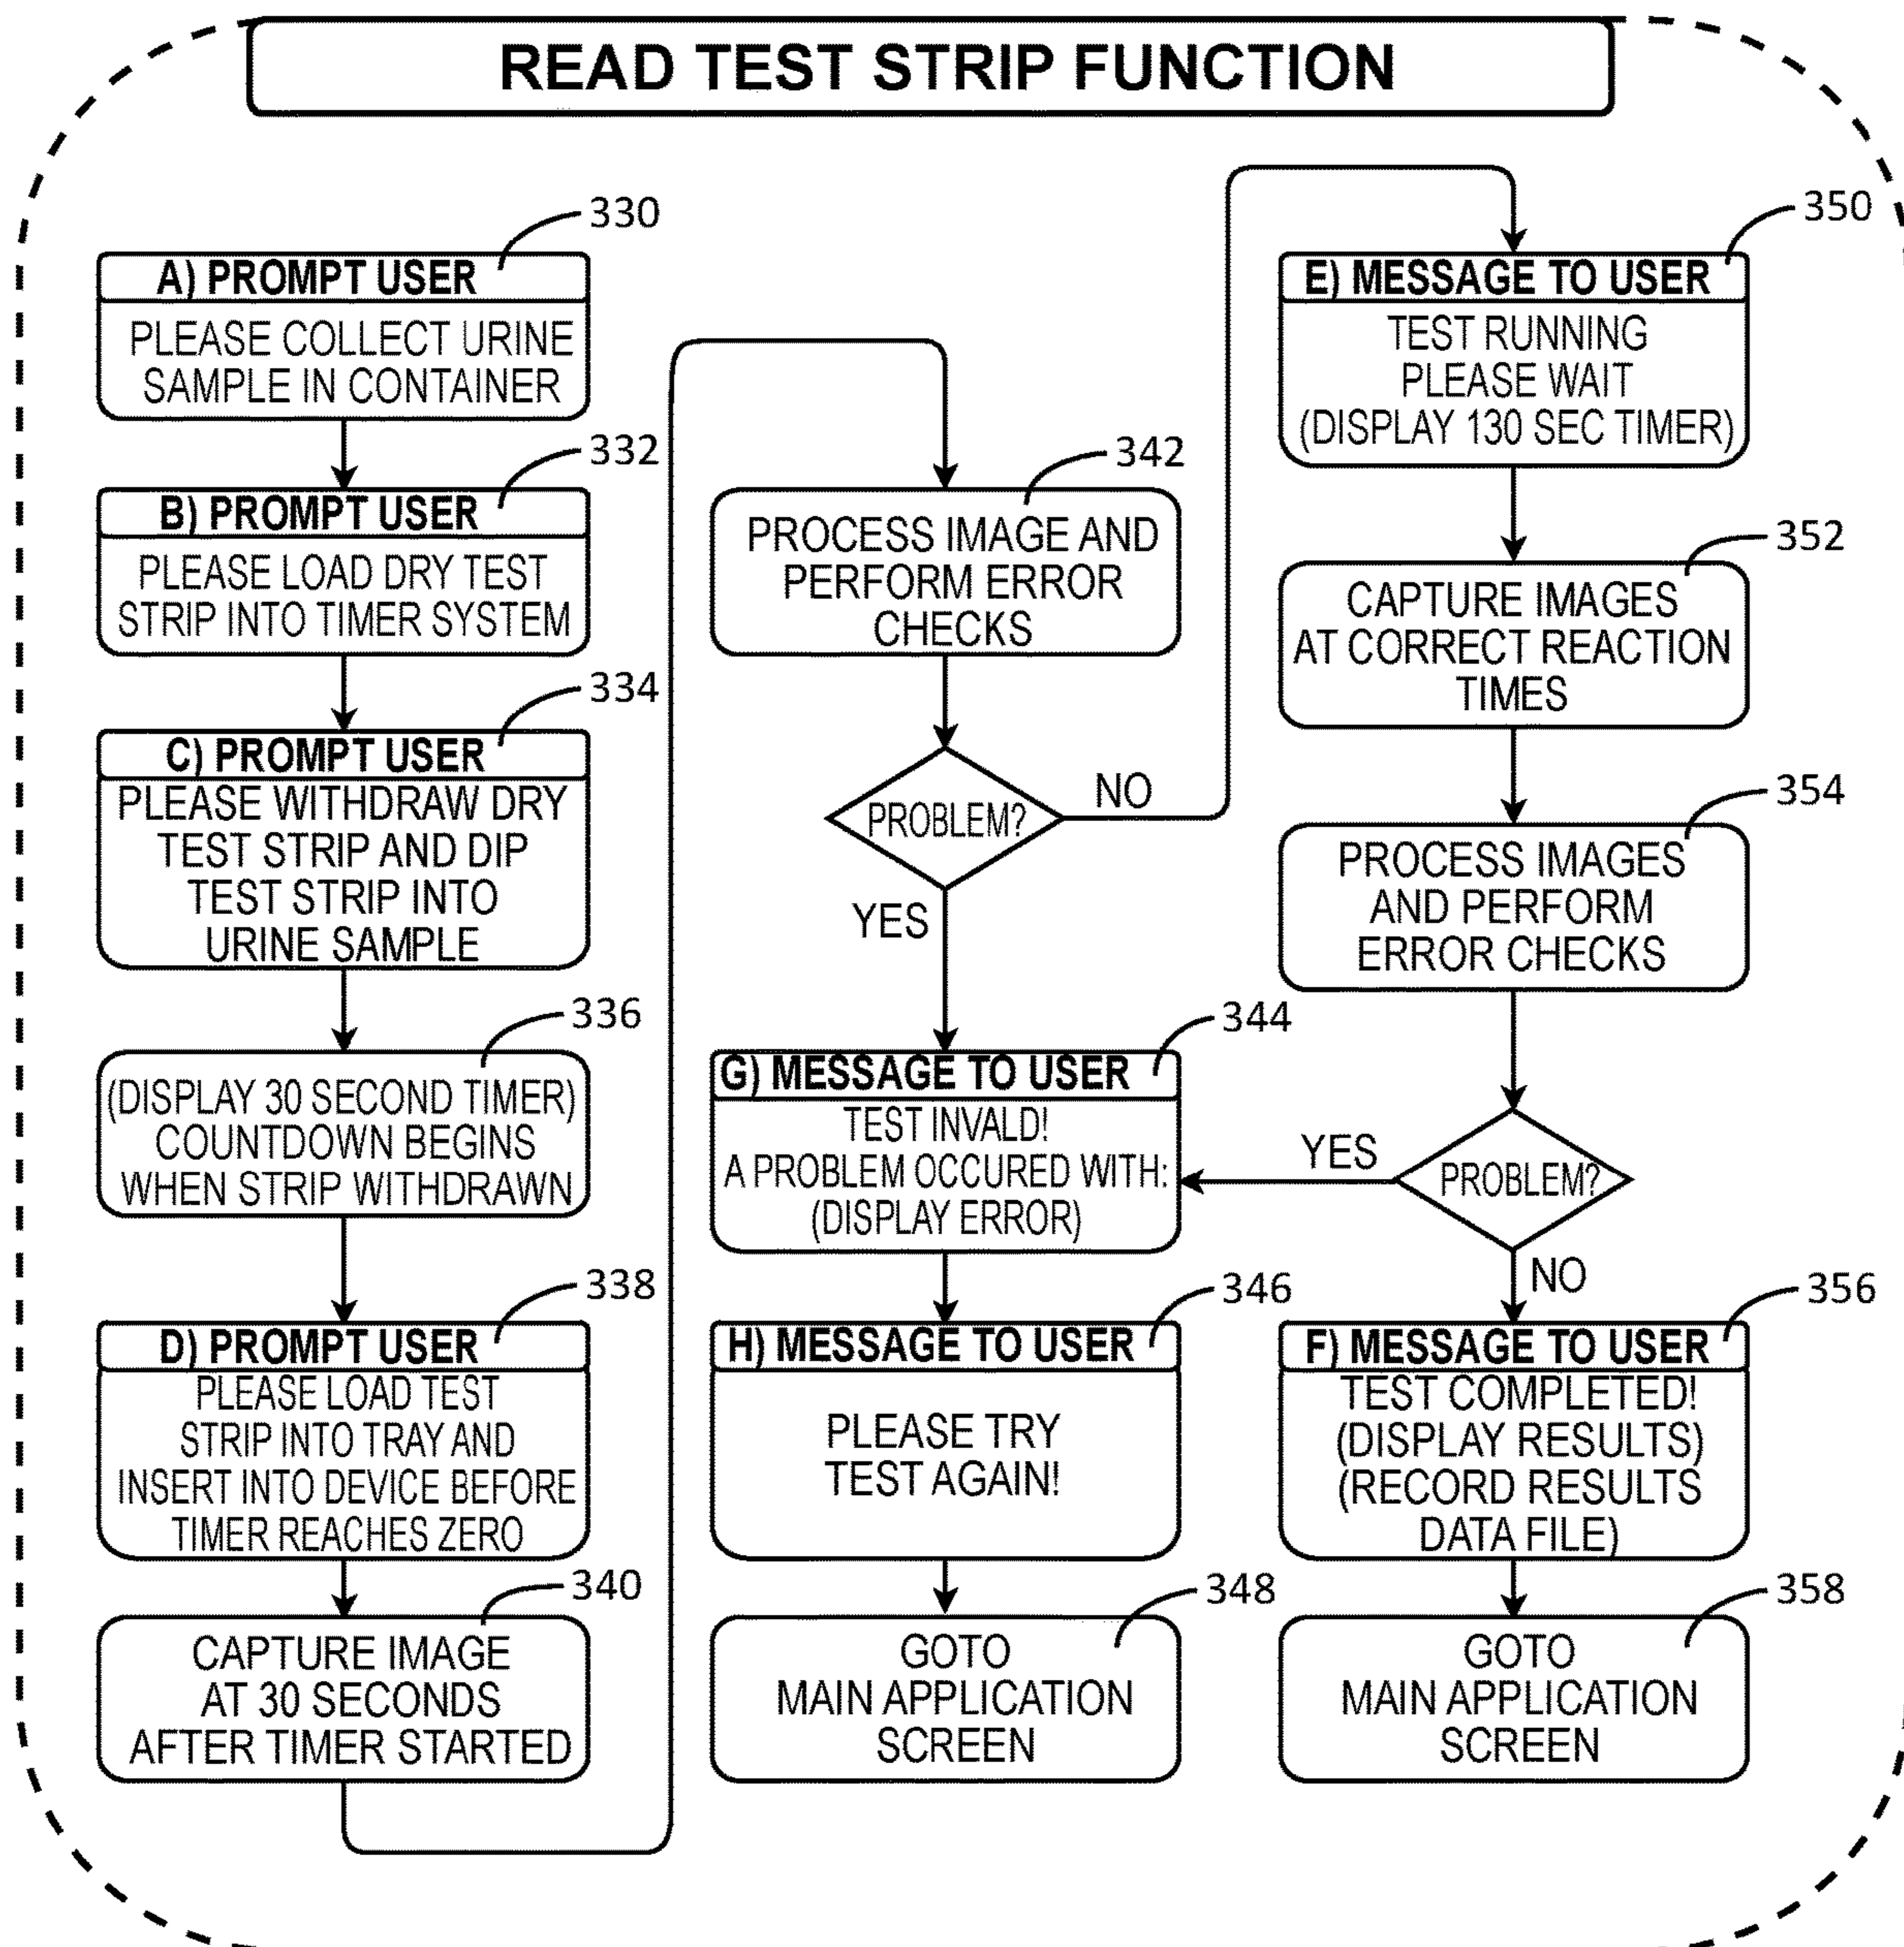 READ TEST STRIP FUNCTION
330
A) PROMPT USER
PLEASE COLLECT URINE
SAMPLE IN CONTAINER
332
B) PROMPT USER
PLEASE LOAD DRY TEST
STRIP INTO TIMER SYSTEM
334
C) PROMPT USER
PLEASE WITHDRAW DRY
TEST STRIP AND DIP
TEST STRIP INTO
URINE SAMPLE
336
(DISPLAY 30 SECOND TIMER)
COUNTDOWN BEGINS
WHEN STRIP WITHDRAWN
338
D) PROMPT USER
PLEASE LOAD TEST
STRIP INTO TRAY AND
INSERT INTO DEVICE BEFORE
TIMER REACHES ZERO
340
CAPTURE IMAGE
AT 30 SECONDS
AFTER TIMER STARTED
342
PROCESS IMAGE AND
PERFORM ERROR
CHECKS
PROBLEM?
NO
YES
344
G) MESSAGE TO USER
TEST INVALD!
A PROBLEM OCCURED WITH:
(DISPLAY ERROR)
346
H) MESSAGE TO USER
PLEASE TRY
TEST AGAIN!
348
GOTO
MAIN APPLICATION
SCREEN
350
E) MESSAGE TO USER
TEST RUNNING
PLEASE WAIT
(DISPLAY 130 SEC TIMER)
352
CAPTURE IMAGES
AT CORRECT REACTION
TIMES
354
PROCESS IMAGES
AND PERFORM
ERROR CHECKS
YES
PROBLEM?
NO
356
F) MESSAGE TO USER
TEST COMPLETED!
(DISPLAY RESULTS)
(RECORD RESULTS
DATA FILE)
358
GOTO
MAIN APPLICATION
SCREEN